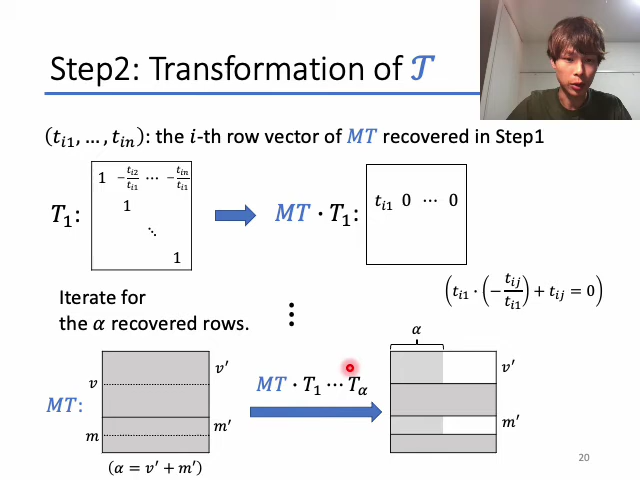 Step2: Transformation of 𝒯
(t_{i1}, …, t_{in}): the i-th row vector of MT recovered in Step1
T_1:
1 −t_{i2}/t_{i1} ⋯ −t_{in}/t_{i1}
1
⋱
1
MT · T_1:
t_{i1} 0 ⋯ 0
(t_{i1} · (−t_{ij}/t_{i1}) + t_{ij} = 0)
Iterate for
the α recovered rows.
⋮
MT:
v
v′
m
m′
(α = v′ + m′)
MT · T_1 ⋯ T_α
α
v′
m′
20